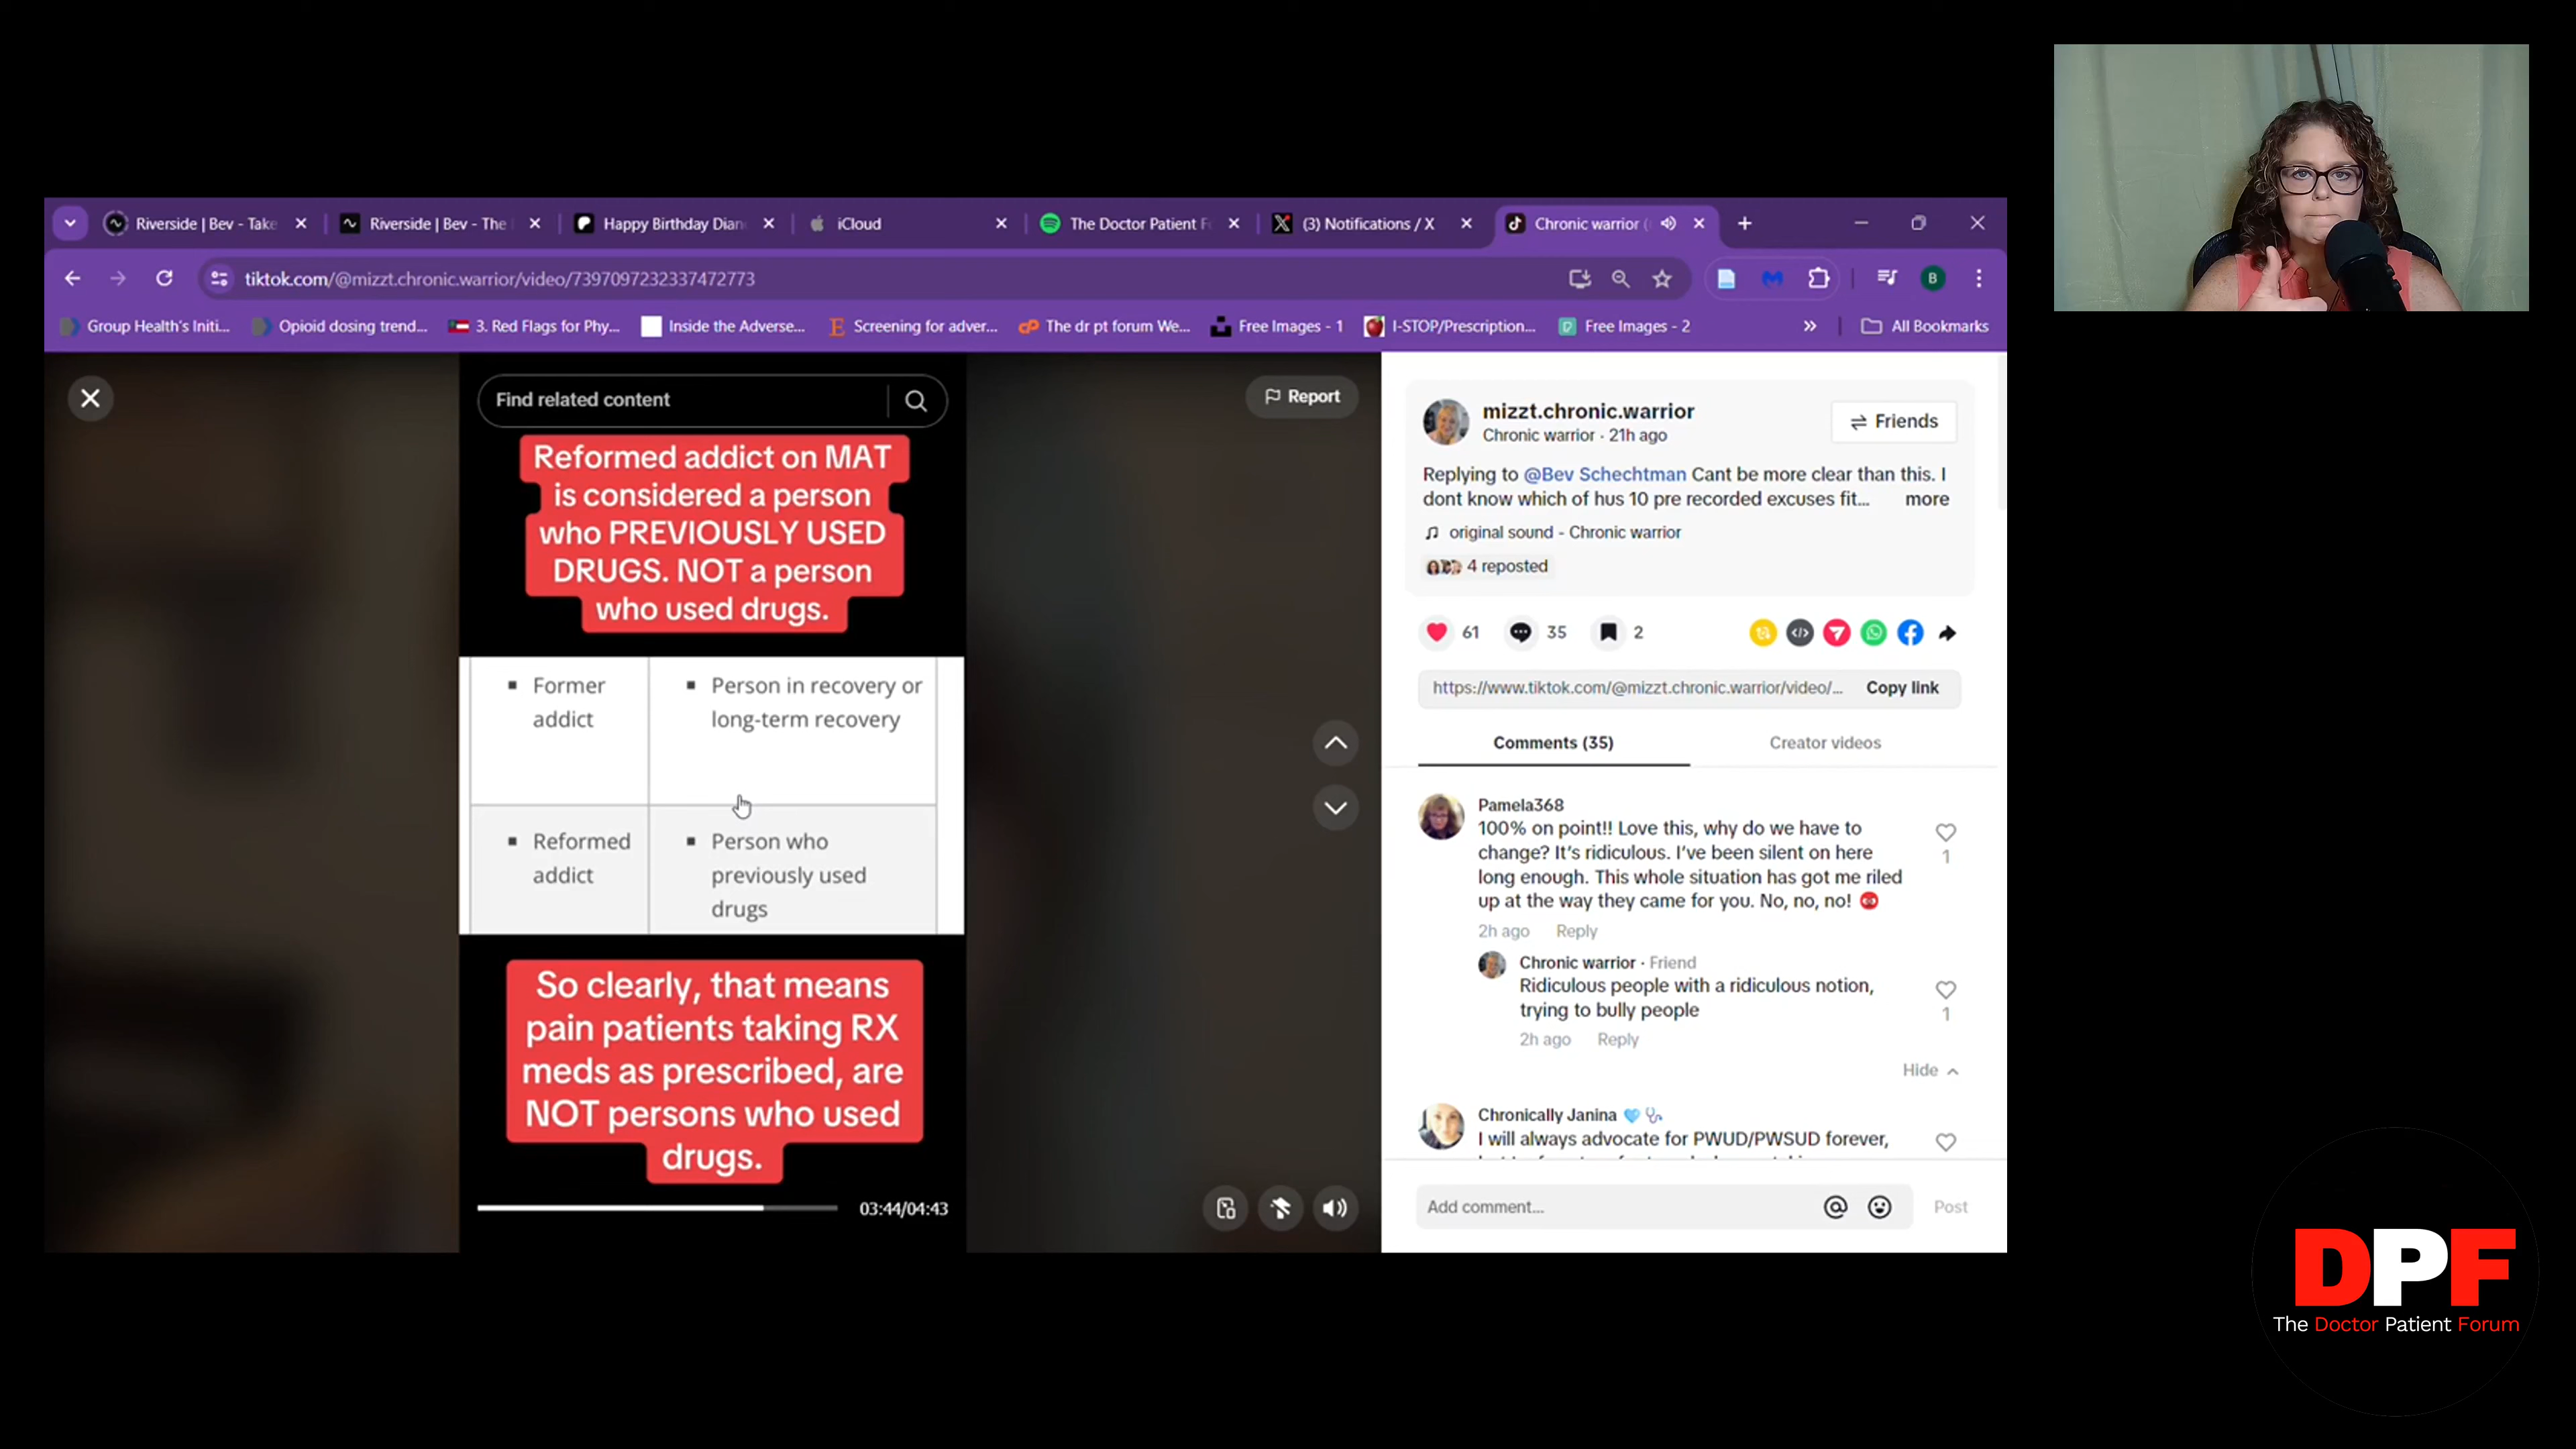 Riverside | Bev - Take
Riverside | Bev - The
Happy Birthday Dian
iCloud
The Doctor Patient F
(3) Notifications / X
Chronic warrior (
tiktok.com/@mizzt.chronic.warrior/video/7397097232337472773
B
Group Health's Initi...
Opioid dosing trend...
3. Red Flags for Phy...
Inside the Adverse...
Screening for adver...
The dr pt forum We...
Free Images - 1
I-STOP/Prescription...
Free Images - 2
All Bookmarks
Find related content
Report
Reformed addict on MAT
is considered a person
who PREVIOUSLY USED
DRUGS. NOT a person
who used drugs.
Former
addict
Person in recovery or
long-term recovery
Reformed
addict
Person who
previously used
drugs
So clearly, that means
pain patients taking RX
meds as prescribed, are
NOT persons who used
drugs.
03:44/04:43
mizzt.chronic.warrior
Chronic warrior · 21h ago
Friends
Replying to @Bev Schechtman Cant be more clear than this. I
dont know which of hus 10 pre recorded excuses fit... more
original sound - Chronic warrior
4 reposted
61
35
2
https://www.tiktok.com/@mizzt.chronic.warrior/video/...
Copy link
Comments (35)
Creator videos
Pamela368
100% on point!! Love this, why do we have to
change? It's ridiculous. I've been silent on here
long enough. This whole situation has got me riled
up at the way they came for you. No, no, no!
1
2h ago Reply
Chronic warrior · Friend
Ridiculous people with a ridiculous notion,
trying to bully people
1
2h ago Reply
Hide
Chronically Janina
I will always advocate for PWUD/PWSUD forever,
Add comment...
Post
DPF
The Doctor Patient Forum